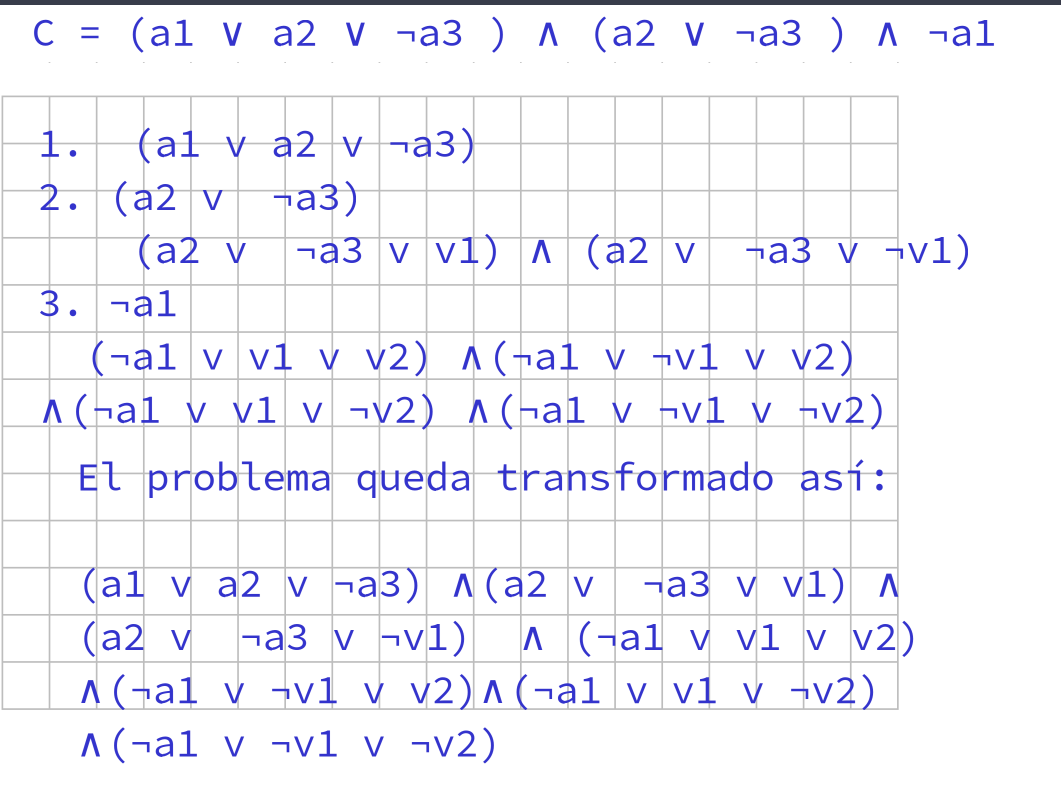 C = (a1 ∨ a2 ∨ ¬a3 ) ∧ (a2 ∨ ¬a3 ) ∧ ¬a1
1. (a1 v a2 v ¬a3)
2. (a2 v ¬a3)
(a2 v ¬a3 v v1) ∧ (a2 v ¬a3 v ¬v1)
3. ¬a1
(¬a1 v v1 v v2) ∧(¬a1 v ¬v1 v v2)
∧(¬a1 v v1 v ¬v2) ∧(¬a1 v ¬v1 v ¬v2)
El problema queda transformado así:
(a1 v a2 v ¬a3) ∧(a2 v ¬a3 v v1) ∧
(a2 v ¬a3 v ¬v1) ∧ (¬a1 v v1 v v2)
∧(¬a1 v ¬v1 v v2)∧(¬a1 v v1 v ¬v2)
∧(¬a1 v ¬v1 v ¬v2)